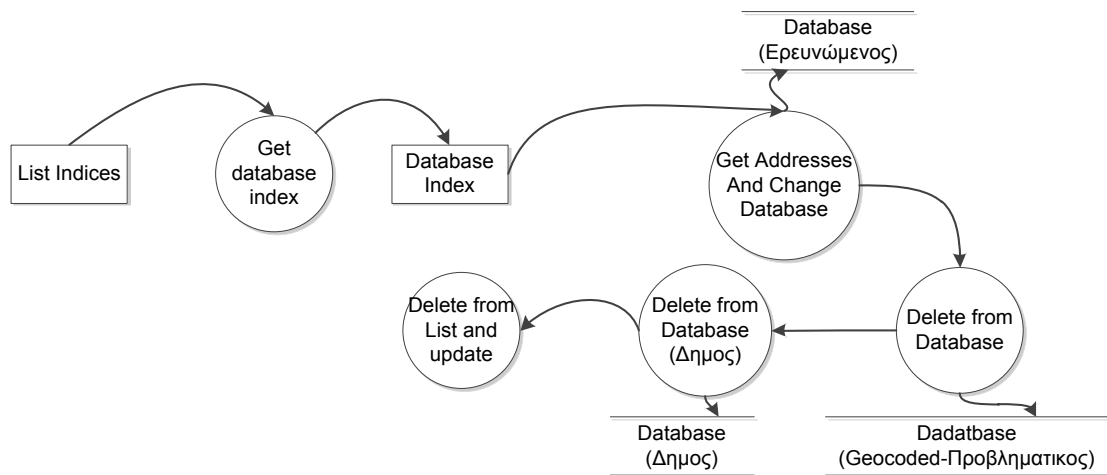 Database
(Ερευνώμενος)
List Indices
Get
database
index
Database
Index
Get Addresses
And Change
Database
Delete from
List and
update
Delete from
Database
(Δημος)
Delete from
Database
Database
(Δημος)
Dadatbase
(Geocoded-Προβληματικος)